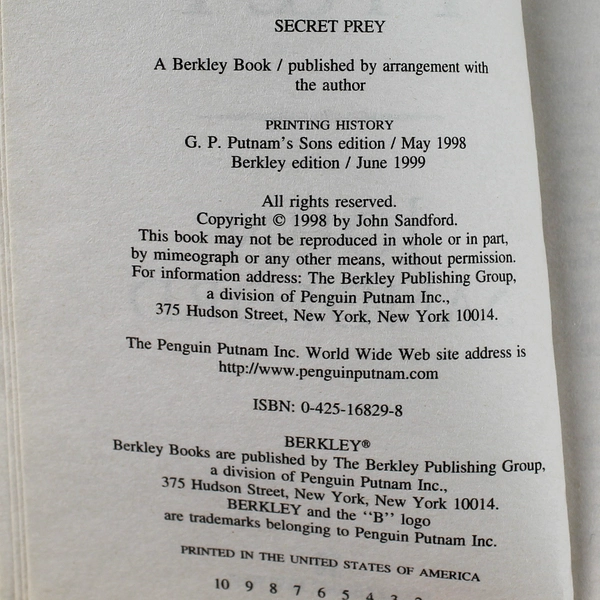 SECRET PREY
A Berkley Book / published by arrangement with
the author
PRINTING HISTORY
G. P. Putnam's Sons edition / May 1998
Berkley edition / June 1999
All rights reserved.
Copyright © 1998 by John Sandford.
This book may not be reproduced in whole or in part,
by mimeograph or any other means, without permission.
For information address: The Berkley Publishing Group,
a division of Penguin Putnam Inc.,
375 Hudson Street, New York, New York 10014.
The Penguin Putnam Inc. World Wide Web site address is
http://www.penguinputnam.com
ISBN: 0-425-16829-8
BERKLEY®
Berkley Books are published by The Berkley Publishing Group,
a division of Penguin Putnam Inc.,
375 Hudson Street, New York, New York 10014.
BERKLEY and the "B" logo
are trademarks belonging to Penguin Putnam Inc.
PRINTED IN THE UNITED STATES OF AMERICA
10 9 8 7 6 5 4 3